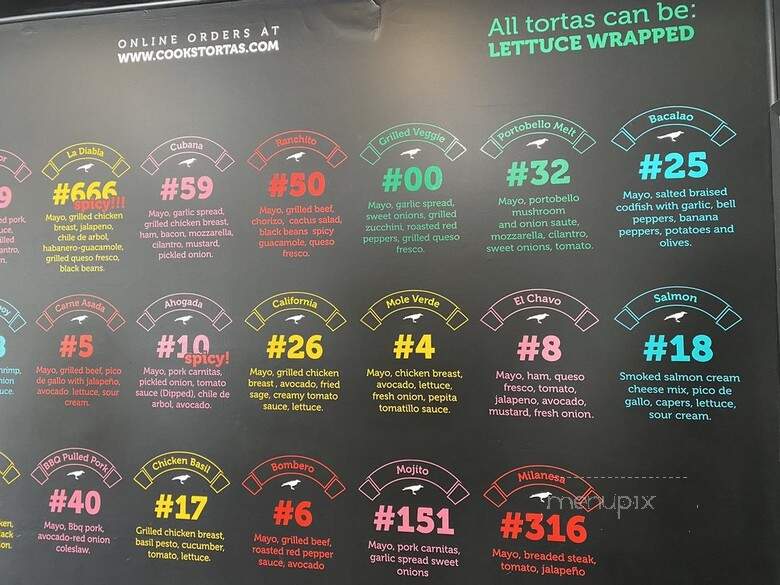 ONLINE ORDERS AT
WWW.COOKSTORTAS.COM
All tortas can be:
LETTUCE WRAPPED
La Diabla
#666
spicy!!!
Mayo, grilled chicken
breast, jalapeno,
chile de arbol,
habanero-guacamole,
grilled queso fresco,
black beans.
Cubana
#59
Mayo, garlic spread,
grilled chicken breast,
ham, bacon, mozzarella,
cilantro, mustard,
pickled onion.
Ranchito
#50
Mayo, grilled beef,
chorizo, cactus salad,
black beans spicy
guacamole, queso
fresco.
Grilled Veggie
#00
Mayo, garlic spread,
sweet onions, grilled
zucchini, roasted red
peppers, grilled queso
fresco.
Portobello Melt
#32
Mayo, portobello
mushroom
and onion saute,
mozzarella, cilantro,
sweet onions, tomato.
Bacalao
#25
Mayo, salted braised
codfish with garlic, bell
peppers, banana
peppers, potatoes and
olives.
Carne Asada
#5
Mayo, grilled beef, pico
de gallo with jalapeño,
avocado lettuce, sour
cream.
Ahogada
#10
spicy!
Mayo, pork carnitas,
pickled onion, tomato
sauce (Dipped), chile de
arbol, avocado.
California
#26
Mayo, grilled chicken
breast , avocado, fried
sage, creamy tomato
sauce, lettuce.
Mole Verde
#4
Mayo, chicken breast,
avocado, lettuce,
fresh onion, pepita
tomatillo sauce.
El Chavo
#8
Mayo, ham, queso
fresco, tomato,
jalapeno, avocado,
mustard, fresh onion.
Salmon
#18
Smoked salmon cream
cheese mix, pico de
gallo, capers, lettuce,
sour cream.
BBQ Pulled Pork
#40
Mayo, Bbq pork,
avocado-red onion
coleslaw.
Chicken Basil
#17
Grilled chicken breast,
basil pesto, cucumber,
tomato, lettuce.
Bombero
#6
Mayo, grilled beef,
roasted red pepper
sauce, avocado
Mojito
#151
Mayo, pork carnitas,
garlic spread sweet
onions
Milanesa
#316
Mayo, breaded steak,
tomato, jalapeño
menupix